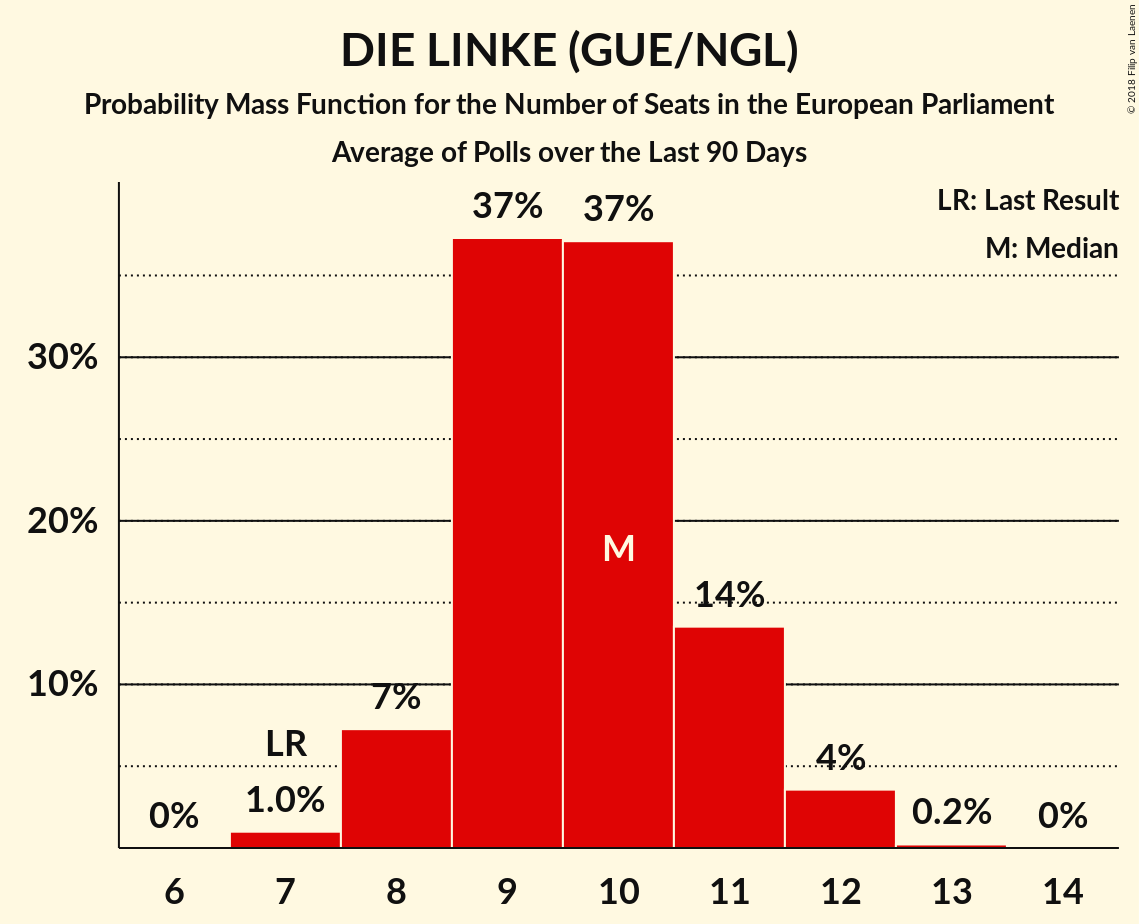 DIE LINKE (GUE/NGL)
Probability Mass Function for the Number of Seats in the European Parliament
Average of Polls over the Last 90 Days
© 2018 Filip van Laenen
LR: Last Result
M: Median
37%
37%
30%
20%
M
14%
10%
7%
LR
4%
1.0%
0.2%
0%
0%
6 7 8 9 10 11 12 13 14